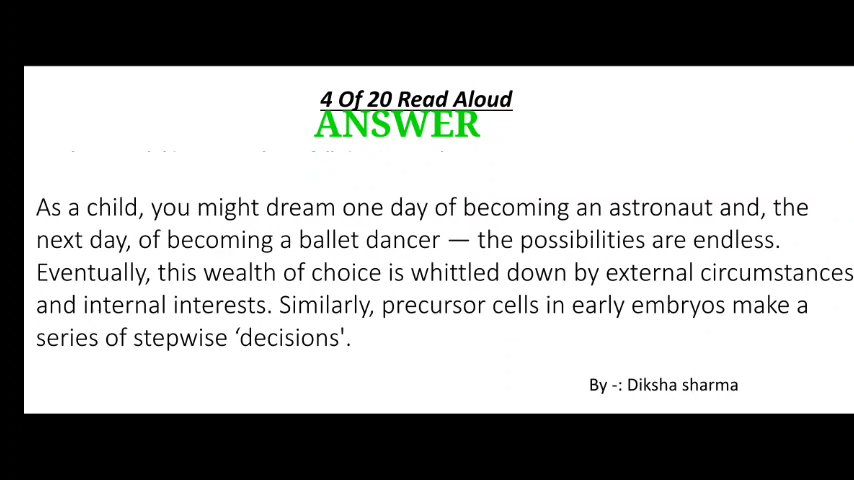 4 Of 20 Read Aloud
ANSWER
As a child, you might dream one day of becoming an astronaut and, the
next day, of becoming a ballet dancer — the possibilities are endless.
Eventually, this wealth of choice is whittled down by external circumstances
and internal interests. Similarly, precursor cells in early embryos make a
series of stepwise ‘decisions'.
By -: Diksha sharma